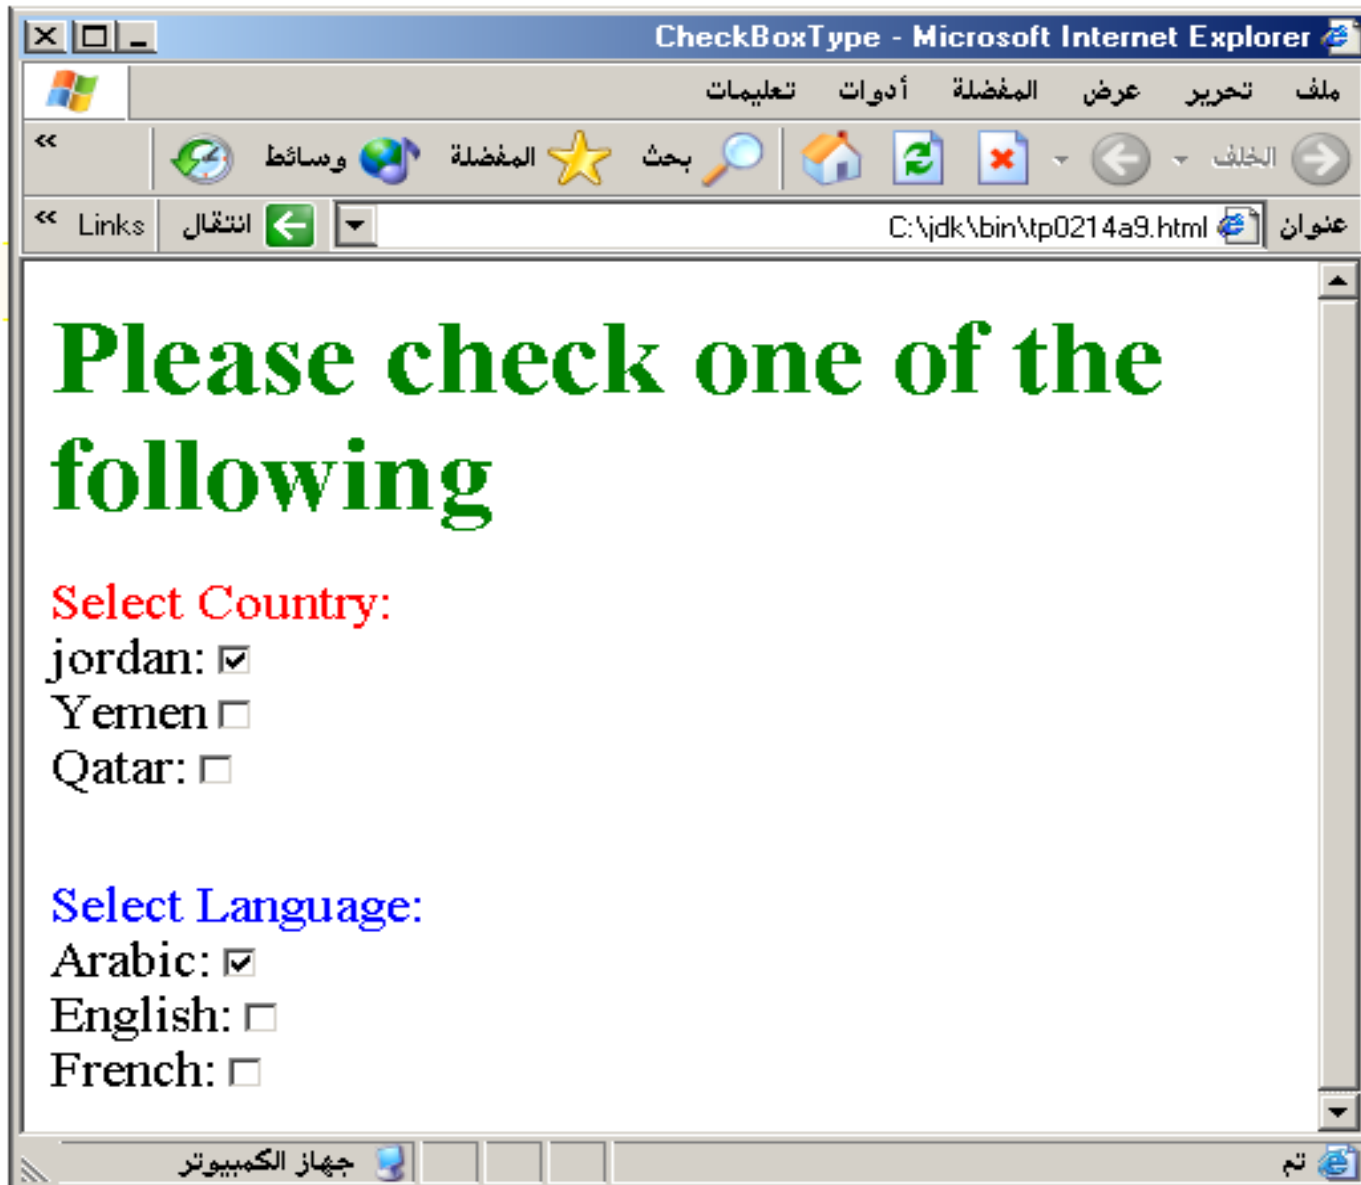 CheckBoxType - Microsoft Internet Explorer
ملف تحرير عرض المفضلة أدوات تعليمات
الخلف بحث المفضلة وسائط »
عنوان C:\jdk\bin\tp0214a9.html انتقال Links »
Please check one of the
following
Select Country:
jordan:
Yemen
Qatar:
Select Language:
Arabic:
English:
French:
تم جهاز الكمبيوتر